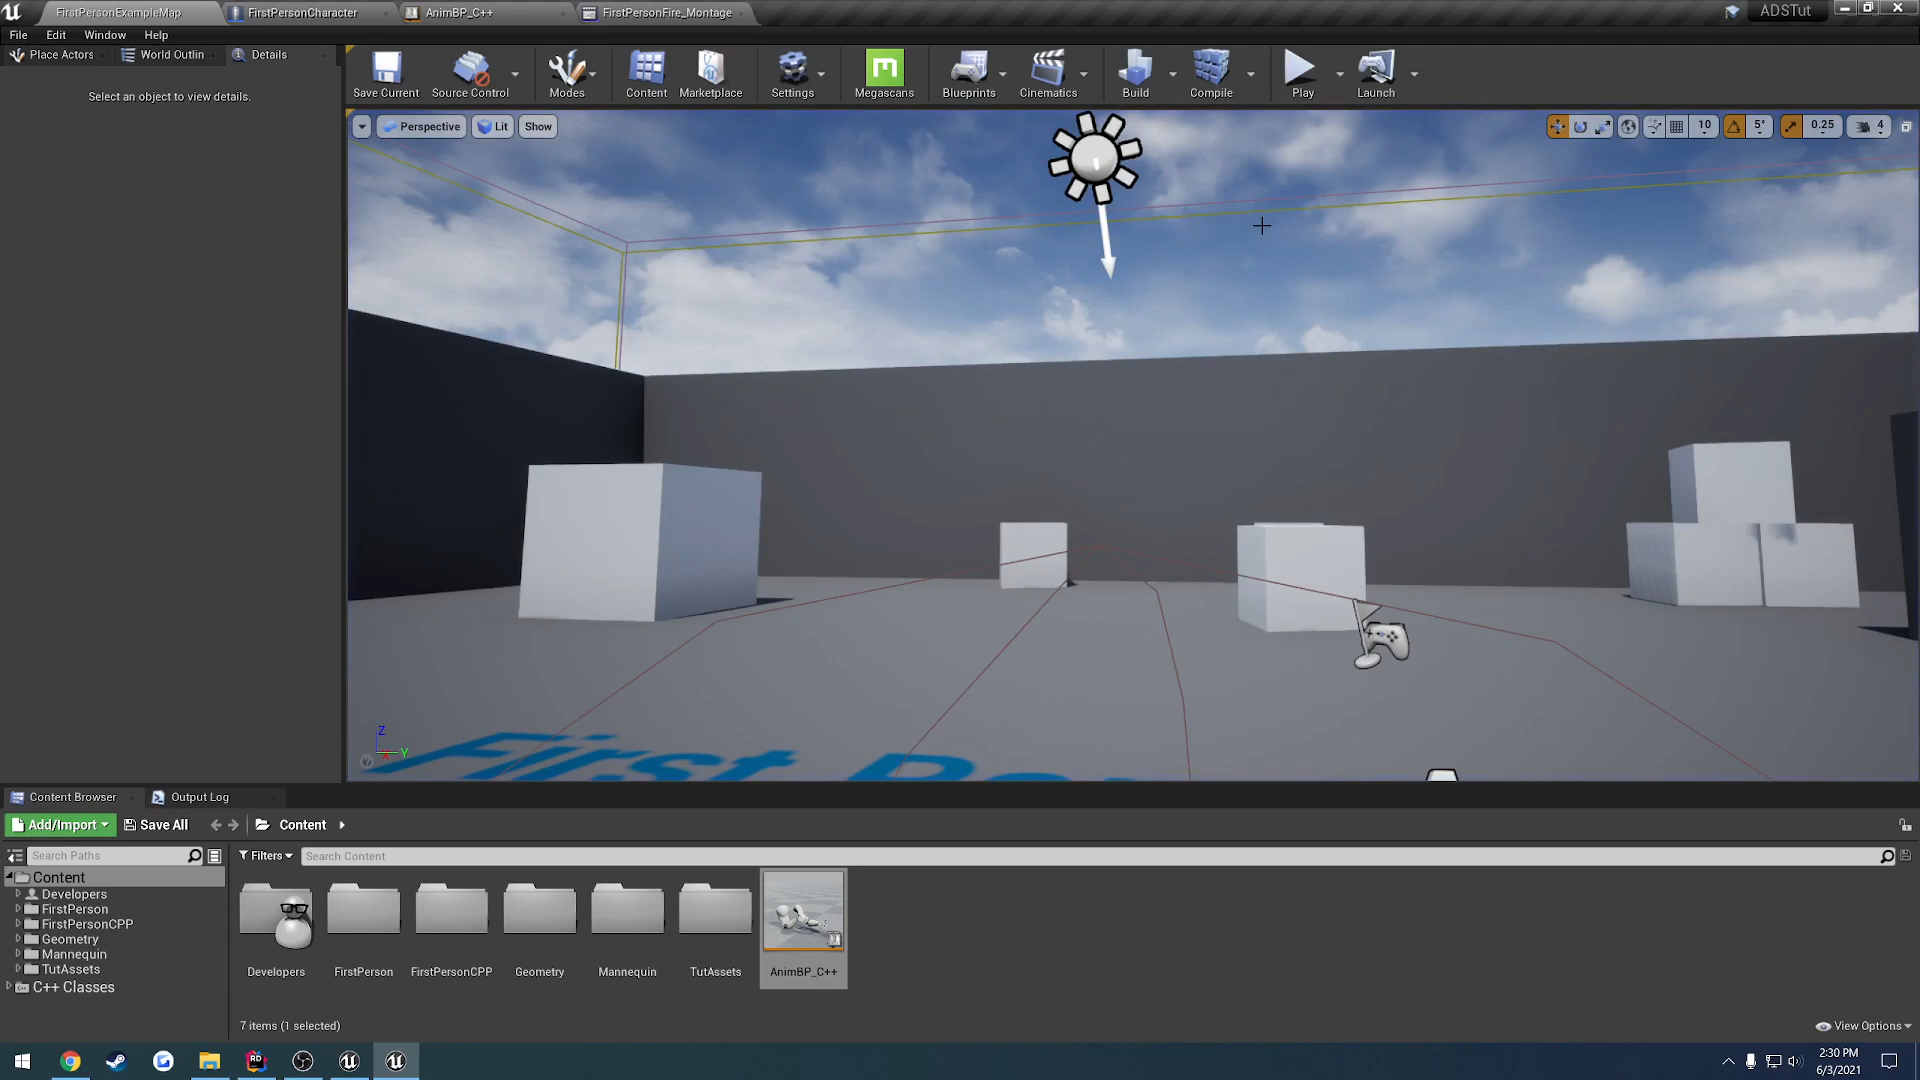 FirstPersonExampleMap
FirstPersonCharacter
AnimBP_C++
FirstPersonFire_Montage
ADSTut
File
Edit
Window
Help
Place Actors
World Outlin
Details
Select an object to view details.
Save Current
Source Control
Modes
Content
Marketplace
Settings
Megascans
Blueprints
Cinematics
Build
Compile
Play
Launch
Perspective
Lit
Show
10
5°
0.25
4
First Pe
Z
X
Y
Content Browser
Output Log
Add/Import
Save All
Content
Search Paths
Filters
Search Content
Content
Developers
FirstPerson
FirstPersonCPP
Geometry
Mannequin
TutAssets
C++ Classes
Developers
FirstPerson
FirstPersonCPP
Geometry
Mannequin
TutAssets
AnimBP_C++
7 items (1 selected)
View Options
RD
2:30 PM
6/3/2021